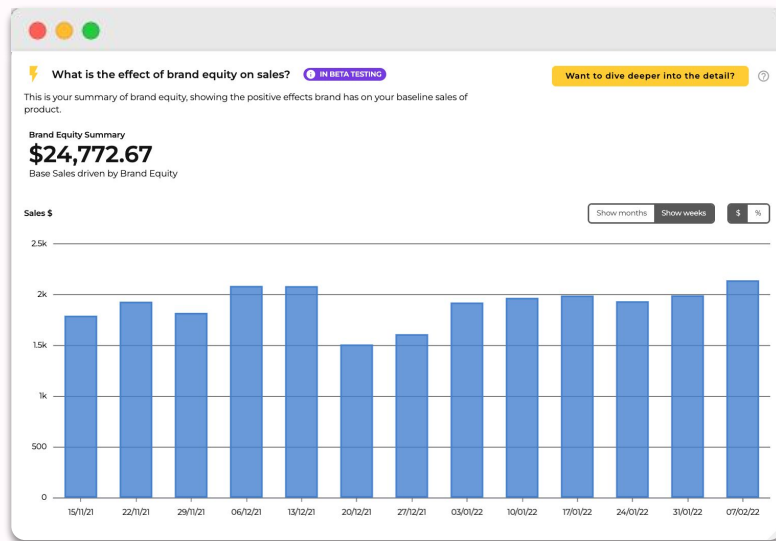 What is the effect of brand equity on sales?
IN BETA TESTING
Want to dive deeper into the detail?
?
This is your summary of brand equity, showing the positive effects brand has on your baseline sales of
product.
Brand Equity Summary
$24,772.67
Base Sales driven by Brand Equity
Sales $
Show months Show weeks
$ %
2.5k
2k
1.5k
1k
500
0
15/11/21 22/11/21 29/11/21 06/12/21 13/12/21 20/12/21 27/12/21 03/01/22 10/01/22 17/01/22 24/01/22 31/01/22 07/02/22